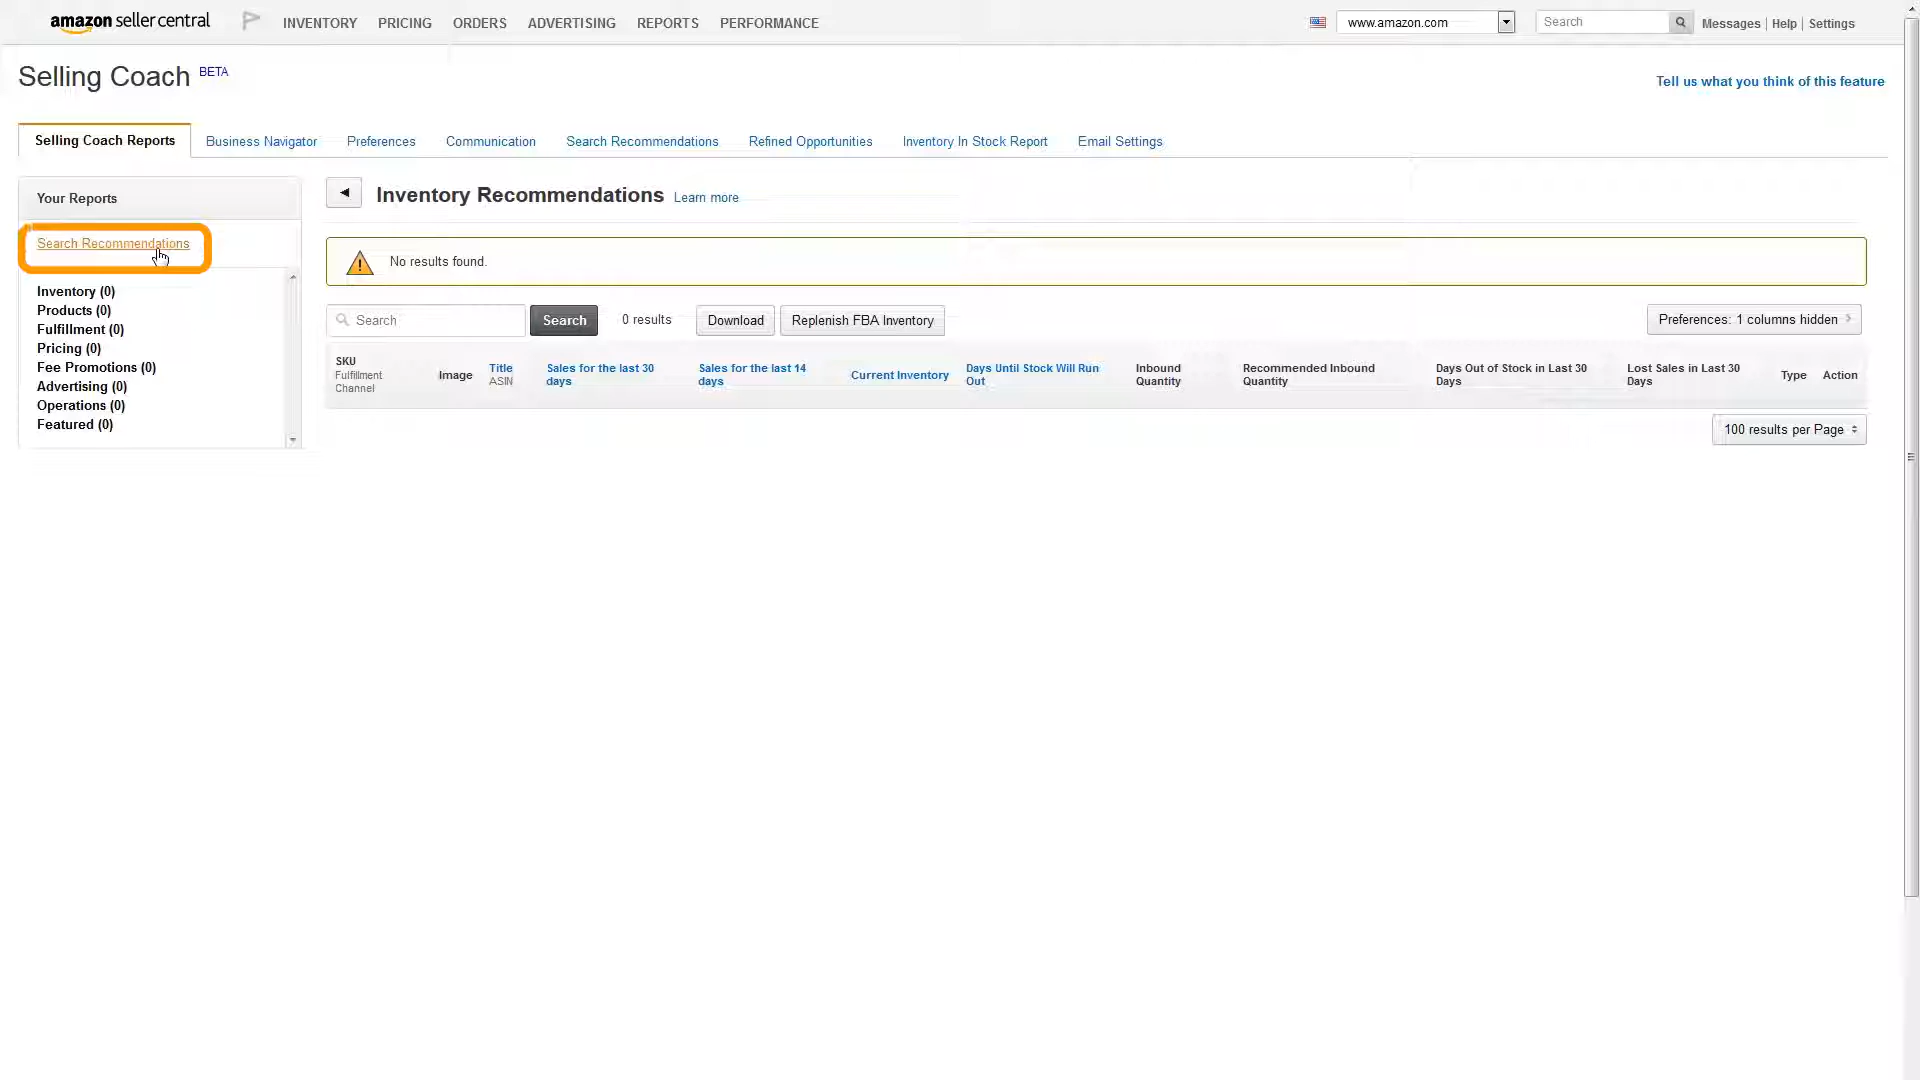 amazon seller central INVENTORY PRICING ORDERS ADVERTISING REPORTS PERFORMANCE www.amazon.com Search Messages | Help | Settings
Selling Coach BETA
Tell us what you think of this feature
Selling Coach Reports Business Navigator Preferences Communication Search Recommendations Refined Opportunities Inventory In Stock Report Email Settings
Your Reports
Search Recommendations
Inventory (0)
Products (0)
Fulfillment (0)
Pricing (0)
Fee Promotions (0)
Advertising (0)
Operations (0)
Featured (0)
Inventory Recommendations Learn more
No results found.
Search Search 0 results Download Replenish FBA Inventory Preferences: 1 columns hidden
SKU
Fulfillment
Channel
Image
Title
ASIN
Sales for the last 30
days
Sales for the last 14
days
Current Inventory
Days Until Stock Will Run
Out
Inbound
Quantity
Recommended Inbound
Quantity
Days Out of Stock in Last 30
Days
Lost Sales in Last 30
Days
Type
Action
100 results per Page